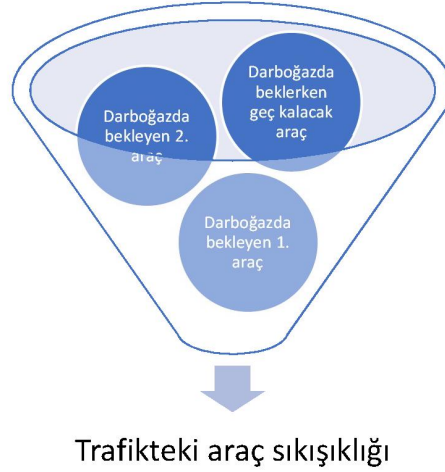 Darboğazda
bekleyen 2.
araç
Darboğazda
beklerken
geç kalacak
araç
Darboğazda
bekleyen 1.
araç
Trafikteki araç sıkışıklığı